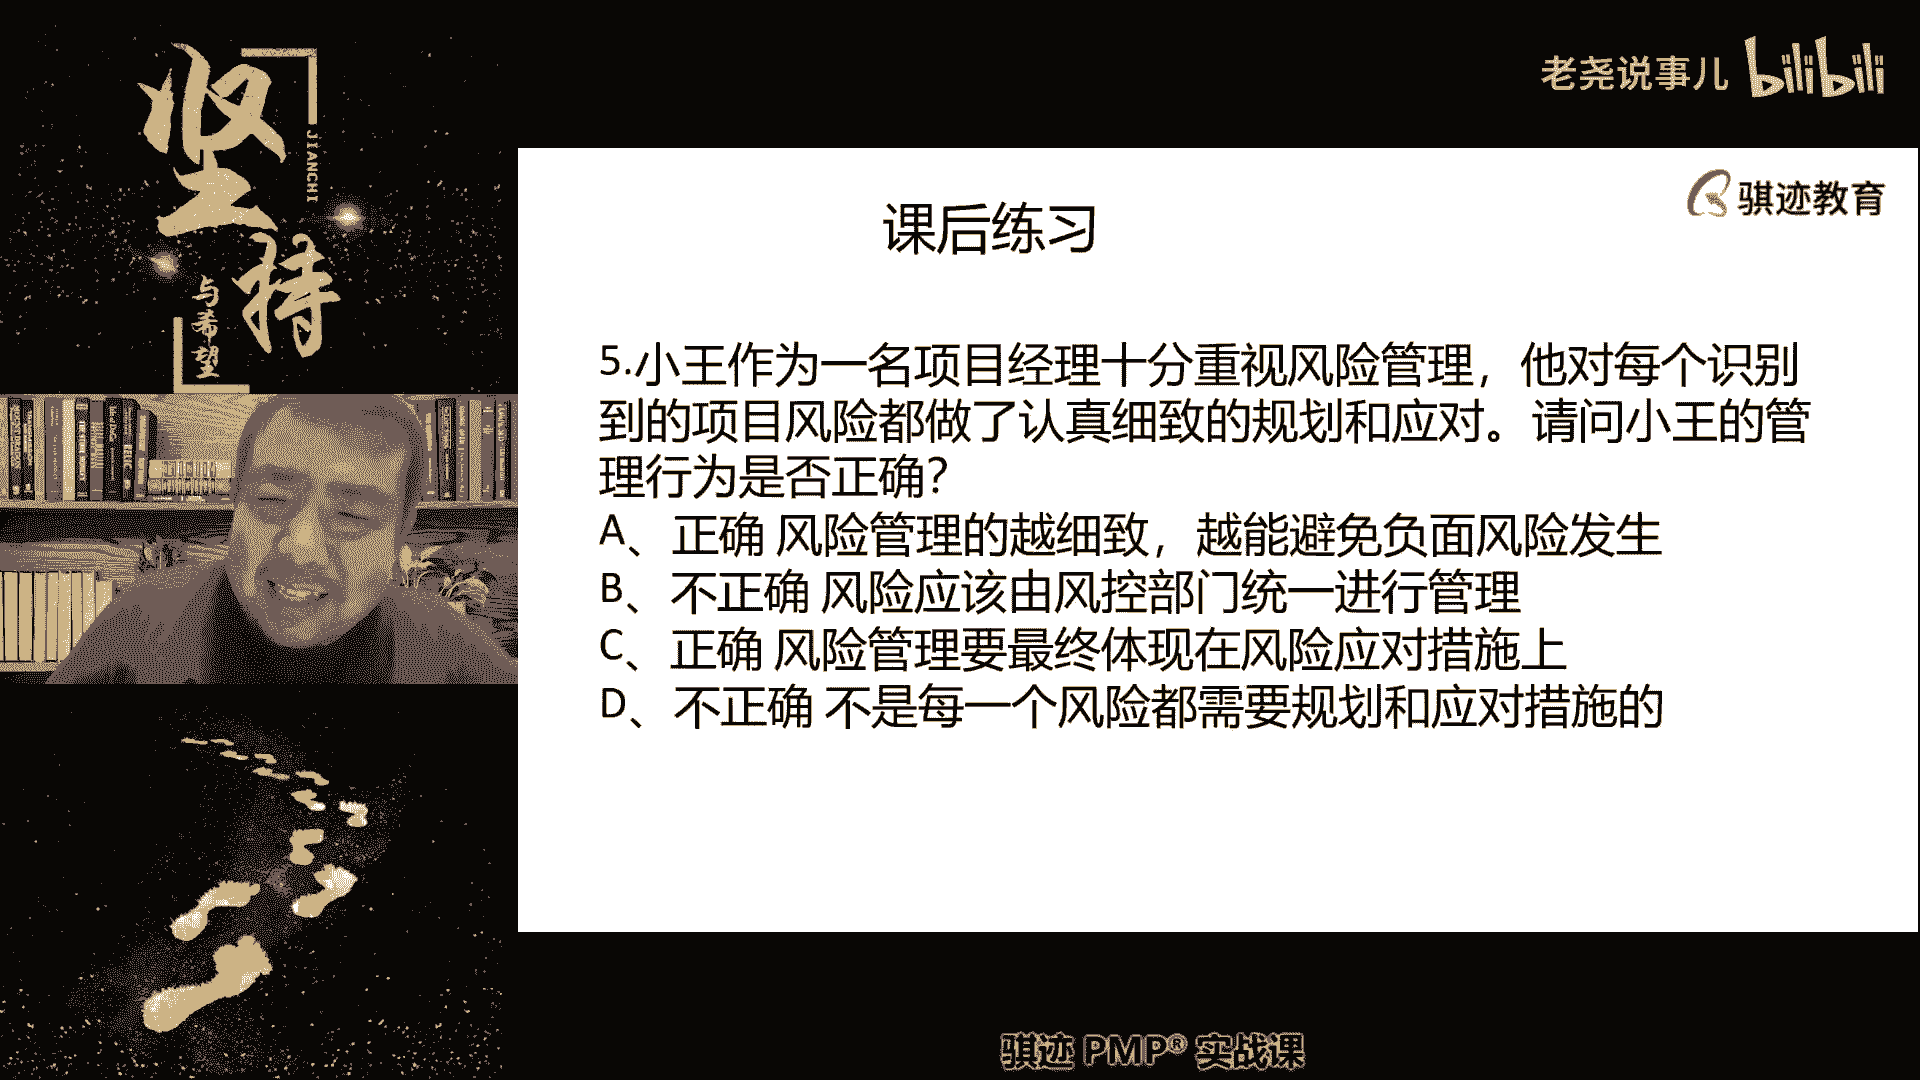 坚持
JIANCHI
与希望
老尧说事儿 bilibili
骐迹教育
课后练习
5.小王作为一名项目经理十分重视风险管理，他对每个识别
到的项目风险都做了认真细致的规划和应对。请问小王的管
理行为是否正确？
A、正确 风险管理的越细致，越能避免负面风险发生
B、不正确 风险应该由风控部门统一进行管理
C、正确 风险管理要最终体现在风险应对措施上
D、不正确 不是每一个风险都需要规划和应对措施的
骐迹 PMP® 实战课